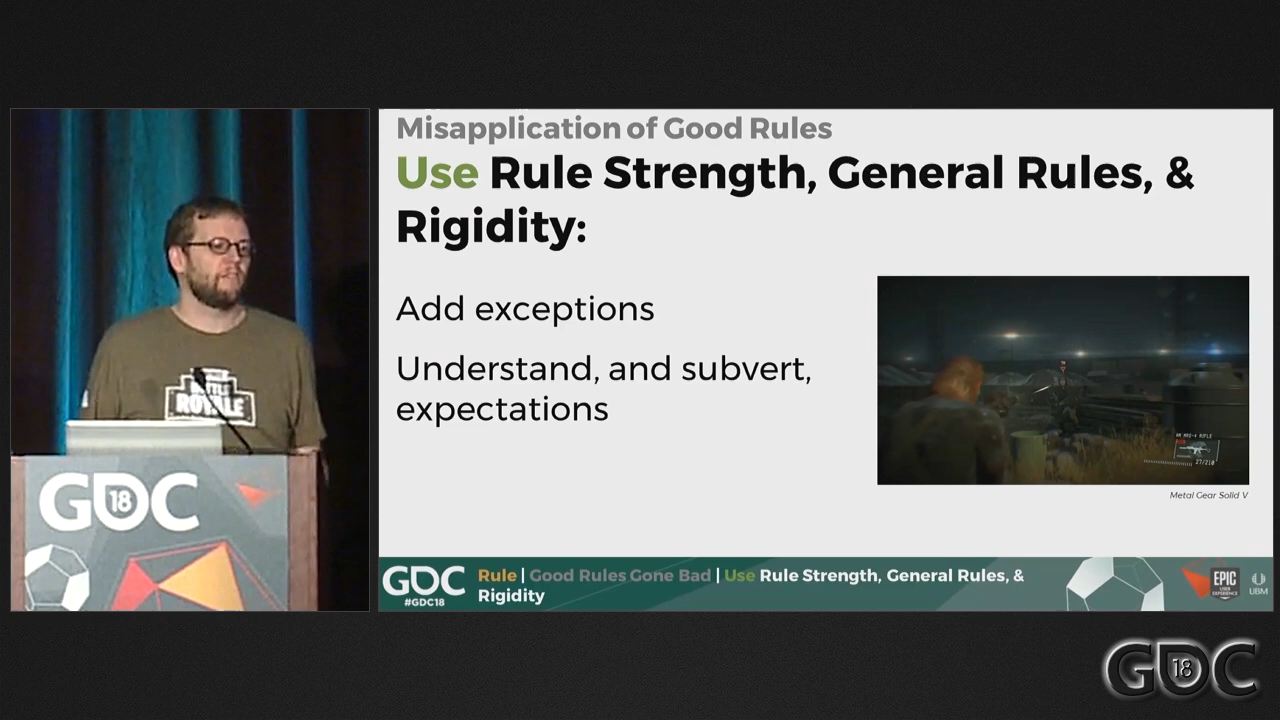 Misapplication of Good Rules
Use Rule Strength, General Rules, &
Rigidity:
Add exceptions
Understand, and subvert,
expectations
Metal Gear Solid V
BATTLE
ROYALE
GDC
18
GDC
#GDC18
Rule | Good Rules Gone Bad | Use Rule Strength, General Rules, &
Rigidity
EPIC
UBM
GDC
18